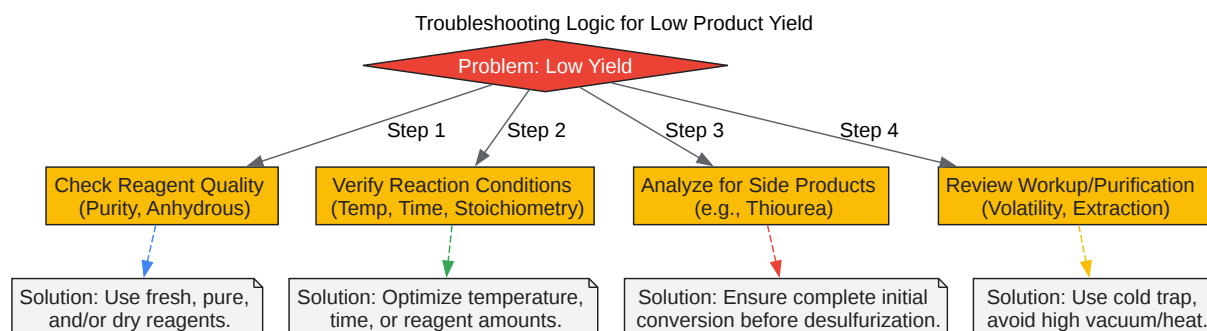 Troubleshooting Logic for Low Product Yield
Problem: Low Yield
Step 1
Step 2
Step 3
Step 4
Check Reagent Quality
(Purity, Anhydrous)
Verify Reaction Conditions
(Temp, Time, Stoichiometry)
Analyze for Side Products
(e.g., Thiourea)
Review Workup/Purification
(Volatility, Extraction)
Solution: Use fresh, pure,
and/or dry reagents.
Solution: Optimize temperature,
time, or reagent amounts.
Solution: Ensure complete initial
conversion before desulfurization.
Solution: Use cold trap,
avoid high vacuum/heat.